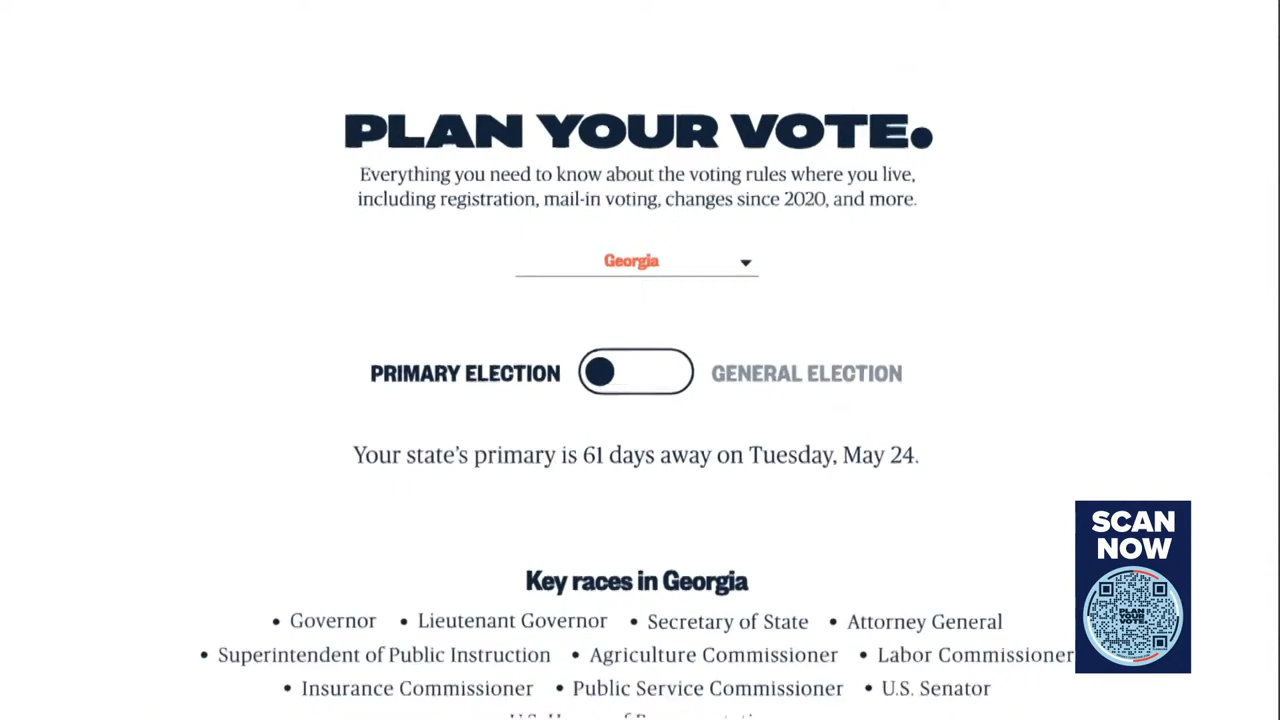 PLAN YOUR VOTE.
Everything you need to know about the voting rules where you live,
including registration, mail-in voting, changes since 2020, and more.
Georgia
PRIMARY ELECTION
GENERAL ELECTION
Your state's primary is 61 days away on Tuesday, May 24.
Key races in Georgia
• Governor • Lieutenant Governor • Secretary of State • Attorney General
• Superintendent of Public Instruction • Agriculture Commissioner • Labor Commissioner
• Insurance Commissioner • Public Service Commissioner • U.S. Senator
SCAN
NOW
PLAN
YOUR
VOTE.